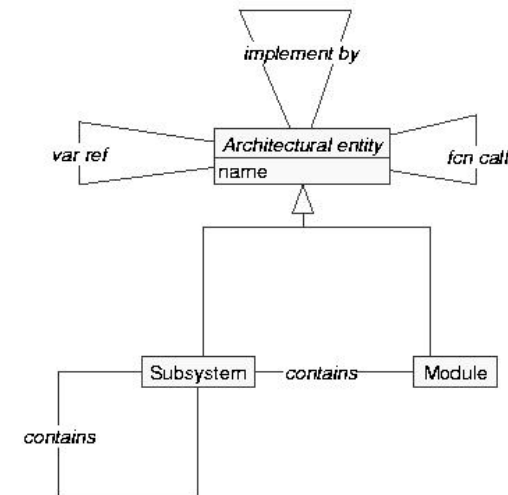 implement by
Architectural entity
var ref
fcn call
name
Subsystem
contains
Module
contains